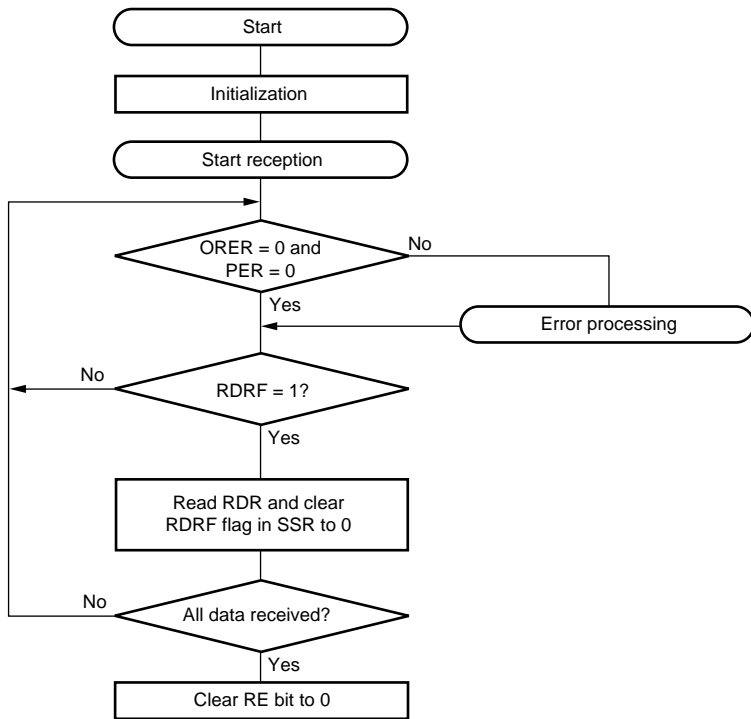 Start
Initialization
Start reception
ORER = 0 and
PER = 0
No
Yes
Error processing
No
RDRF = 1?
Yes
Read RDR and clear
RDRF flag in SSR to 0
No
All data received?
Yes
Clear RE bit to 0